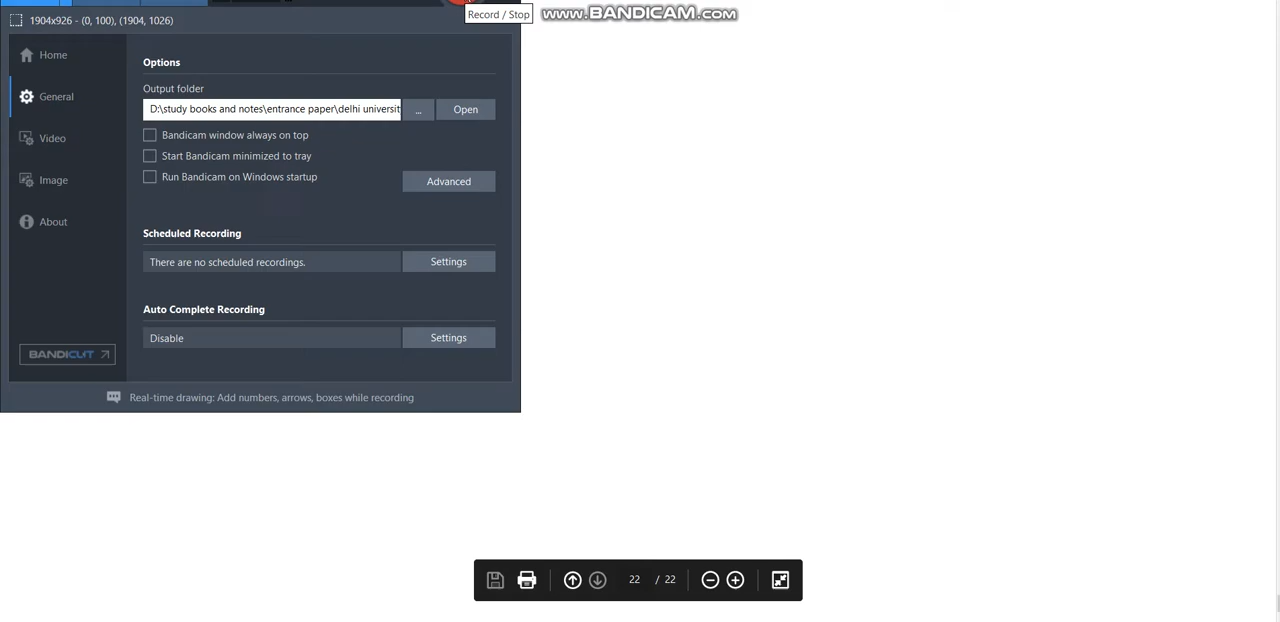 1904x926 - (0, 100), (1904, 1026)
Record / Stop
www.BANDICAM.com
Home
General
Video
Image
About
BANDICUT
Options
Output folder
D:\study books and notes\entrance paper\delhi universit
...
Open
Bandicam window always on top
Start Bandicam minimized to tray
Run Bandicam on Windows startup
Advanced
Scheduled Recording
There are no scheduled recordings.
Settings
Auto Complete Recording
Disable
Settings
Real-time drawing: Add numbers, arrows, boxes while recording
22 / 22